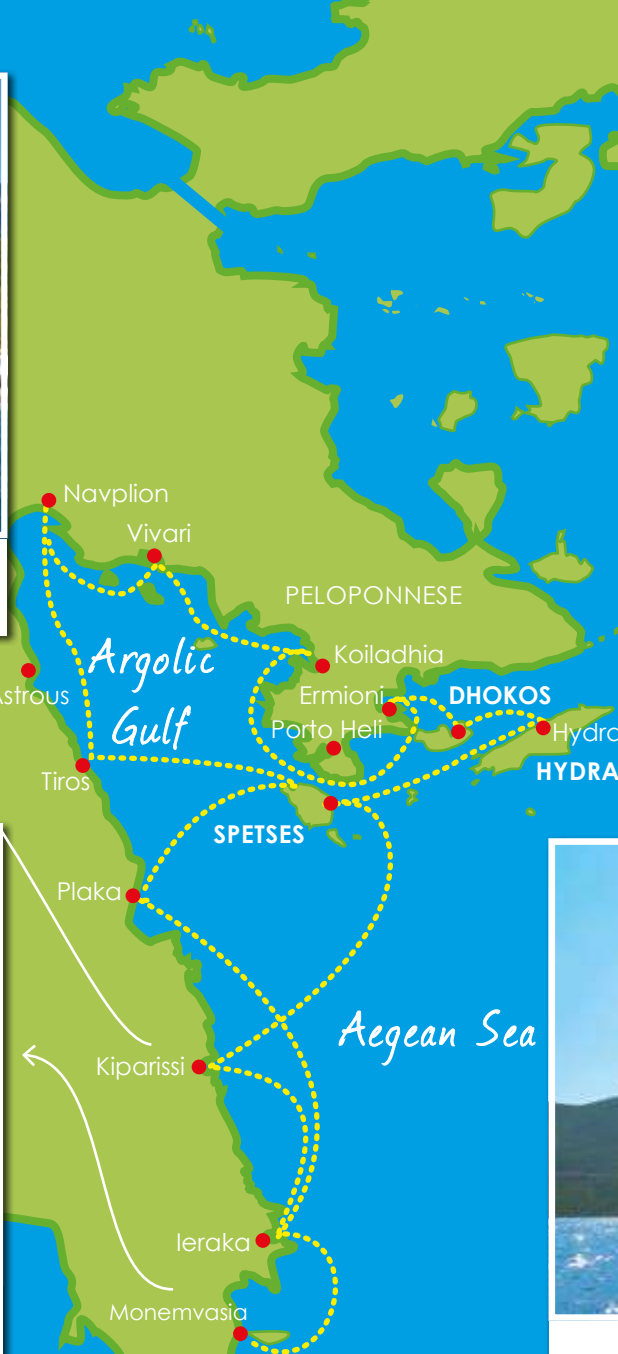 Navplion
Vivari
PELOPONNESE
Argolic
Gulf
Koiladhia
Astrous
Ermioni
DHOKOS
Porto Heli
Hydra
HYDRA
Tiros
SPETSES
Plaka
Aegean Sea
Kiparissi
Ieraka
Monemvasia